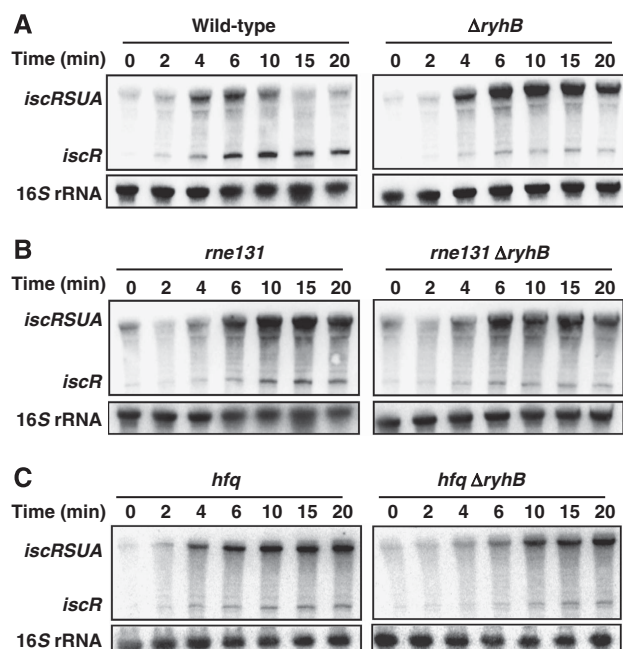 A
Wild-type ΔryhB
Time (min) 0 2 4 6 10 15 20 0 2 4 6 10 15 20
iscRSUA
iscR
16S rRNA
B
rne131 rne131 ΔryhB
Time (min) 0 2 4 6 10 15 20 0 2 4 6 10 15 20
iscRSUA
iscR
16S rRNA
C
hfq hfq ΔryhB
Time (min) 0 2 4 6 10 15 20 0 2 4 6 10 15 20
iscRSUA
iscR
16S rRNA